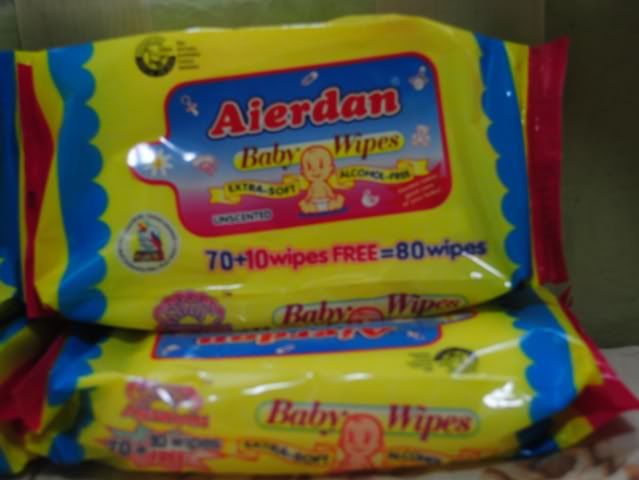 Aierdan
Baby Wipes
EXTRA-SOFT ALCOHOL-FREE
UNSCENTED
70+10wipes FREE=80wipes
Baby Wipes
Aierdan
Baby Wipes
70+10 wipes
FREE
EXTRA-SOFT